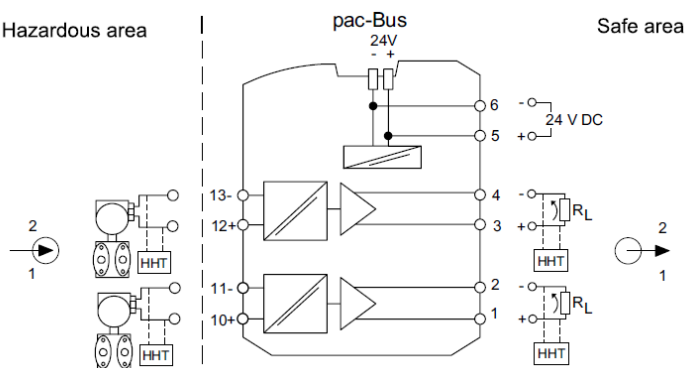 Hazardous area
pac-Bus
Safe area
24V
- +
6 -
24 V DC
5 +
13- 4 - RL
12+ 3 +
2
1
HHT
HHT
2
1
11- 2 - RL
10+ 1 +
HHT
HHT